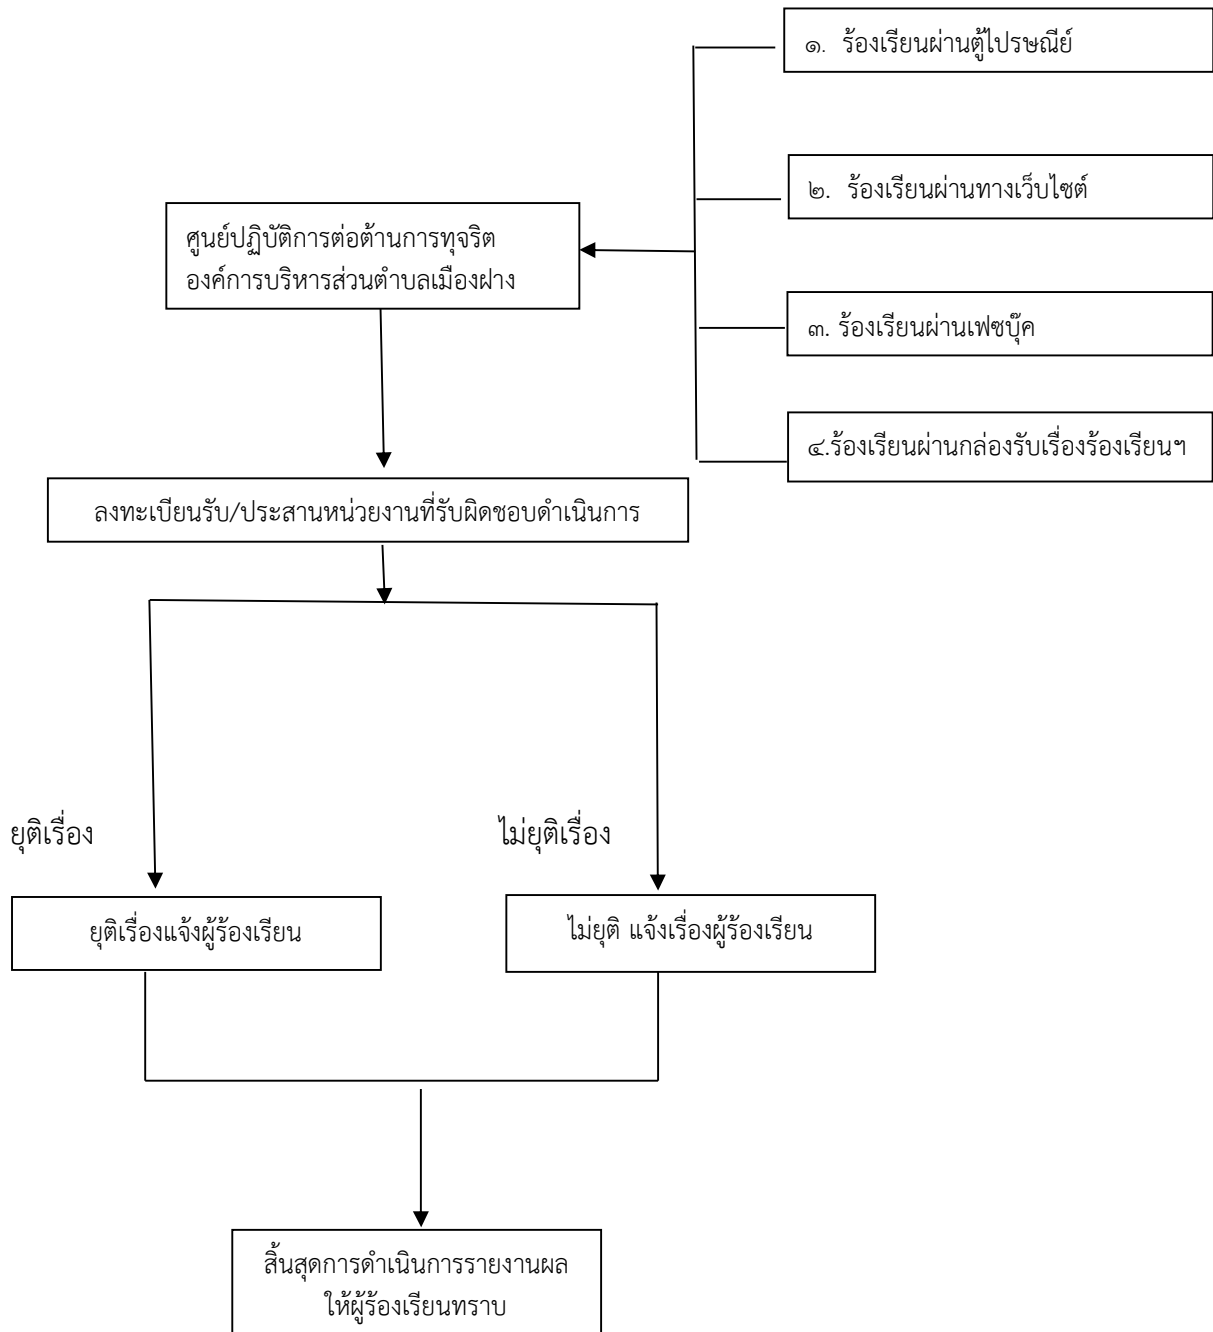 ๑. ร้องเรียนผ่านตู้ไปรษณีย์
๒. ร้องเรียนผ่านทางเว็บไซต์
ศูนย์ปฏิบัติการต่อต้านการทุจริต
องค์การบริหารส่วนตำบลเมืองฝาง
๓. ร้องเรียนผ่านเฟซบุ๊ค
๔.ร้องเรียนผ่านกล่องรับเรื่องร้องเรียนฯ
ลงทะเบียนรับ/ประสานหน่วยงานที่รับผิดชอบดำเนินการ
ยุติเรื่อง
ไม่ยุติเรื่อง
ยุติเรื่องแจ้งผู้ร้องเรียน
ไม่ยุติ แจ้งเรื่องผู้ร้องเรียน
สิ้นสุดการดำเนินการรายงานผล
ให้ผู้ร้องเรียนทราบ